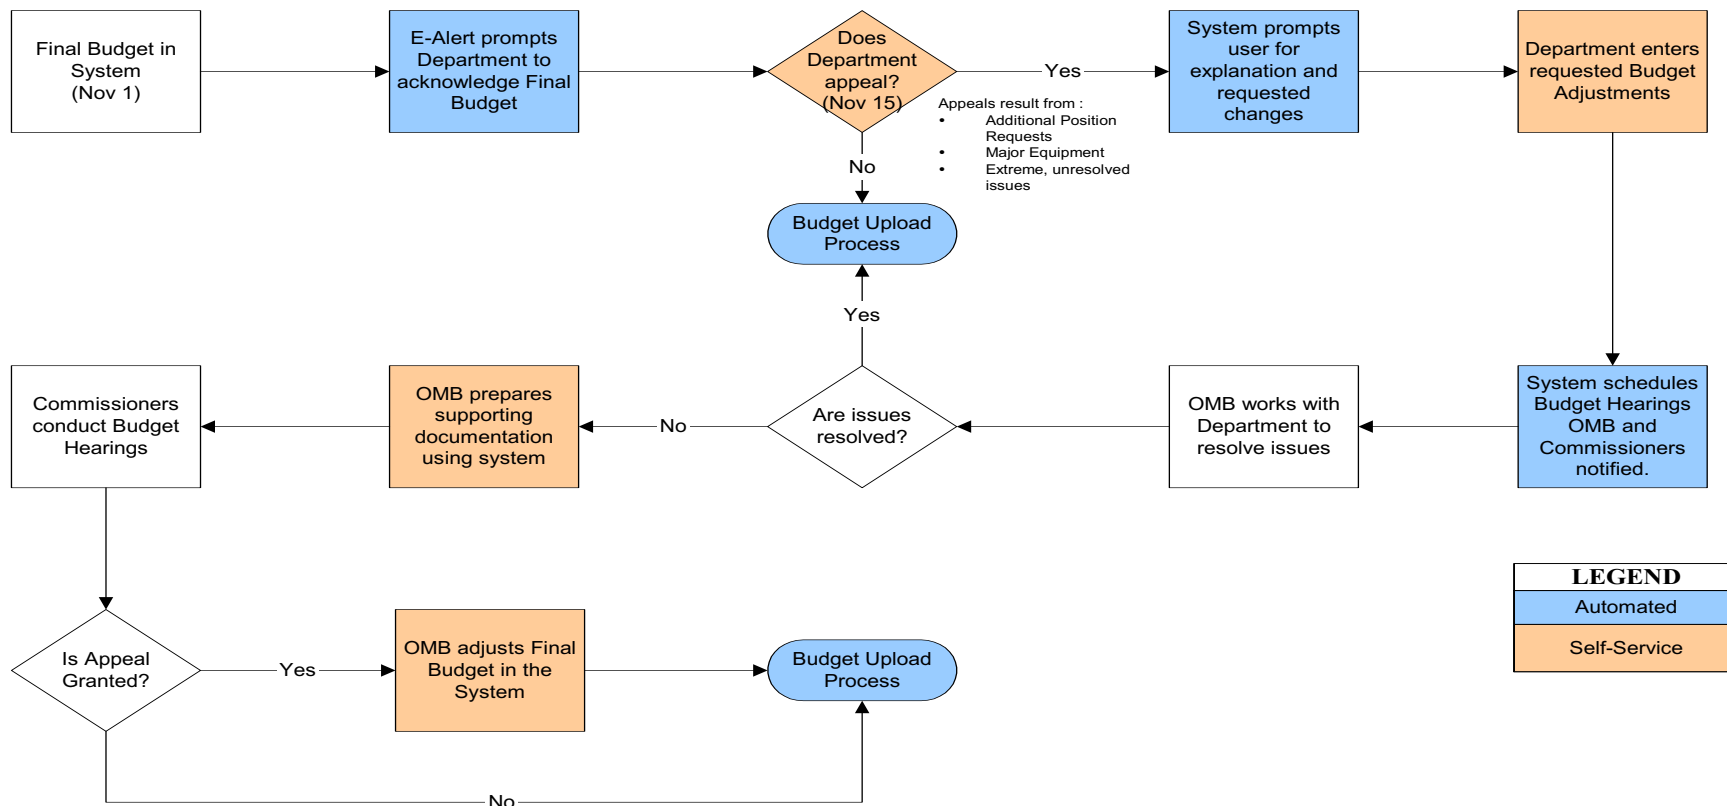 Final Budget in
System
(Nov 1)
E-Alert prompts
Department to
acknowledge Final
Budget
Does
Department
appeal?
(Nov 15)
Yes
System prompts
user for
explanation and
requested
changes
Department enters
requested Budget
Adjustments
Appeals result from :
• Additional Position
Requests
• Major Equipment
• Extreme, unresolved
issues
No
Budget Upload
Process
Yes
Commissioners
conduct Budget
Hearings
OMB prepares
supporting
documentation
using system
No
Are issues
resolved?
OMB works with
Department to
resolve issues
System schedules
Budget Hearings
OMB and
Commissioners
notified.
LEGEND
Automated
Self-Service
Is Appeal
Granted?
Yes
OMB adjusts Final
Budget in the
System
Budget Upload
Process
No